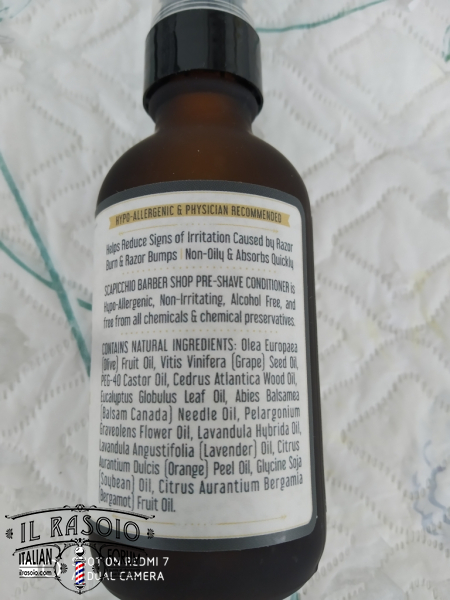 HYPO-ALLERGENIC & PHYSICIAN RECOMMENDED
Helps Reduce Signs of Irritation Caused by Razor
Burn & Razor Bumps | Non-Oily & Absorbs Quickly
SCAPICCHIO BARBER SHOP PRE-SHAVE CONDITIONER is
Hypo-Allergenic, Non-Irritating, Alcohol Free, and
free from all chemicals & chemical preservatives.
CONTAINS NATURAL INGREDIENTS: Olea Europaea
(Olive) Fruit Oil, Vitis Vinifera (Grape) Seed Oil,
PEG-40 Castor Oil, Cedrus Atlantica Wood Oil,
Eucalyptus Globulus Leaf Oil, Abies Balsamea
(Balsam Canada) Needle Oil, Pelargonium
Graveolens Flower Oil, Lavandula Hybrida Oil,
Lavandula Angustifolia (Lavender) Oil, Citrus
Aurantium Dulcis (Orange) Peel Oil, Glycine Soja
(Soybean) Oil, Citrus Aurantium Bergamia
(Bergamot) Fruit Oil.
IL RASOIO
ITALIAN FORUM
ilrasoio.com
SHOT ON REDMI 7
AI DUAL CAMERA